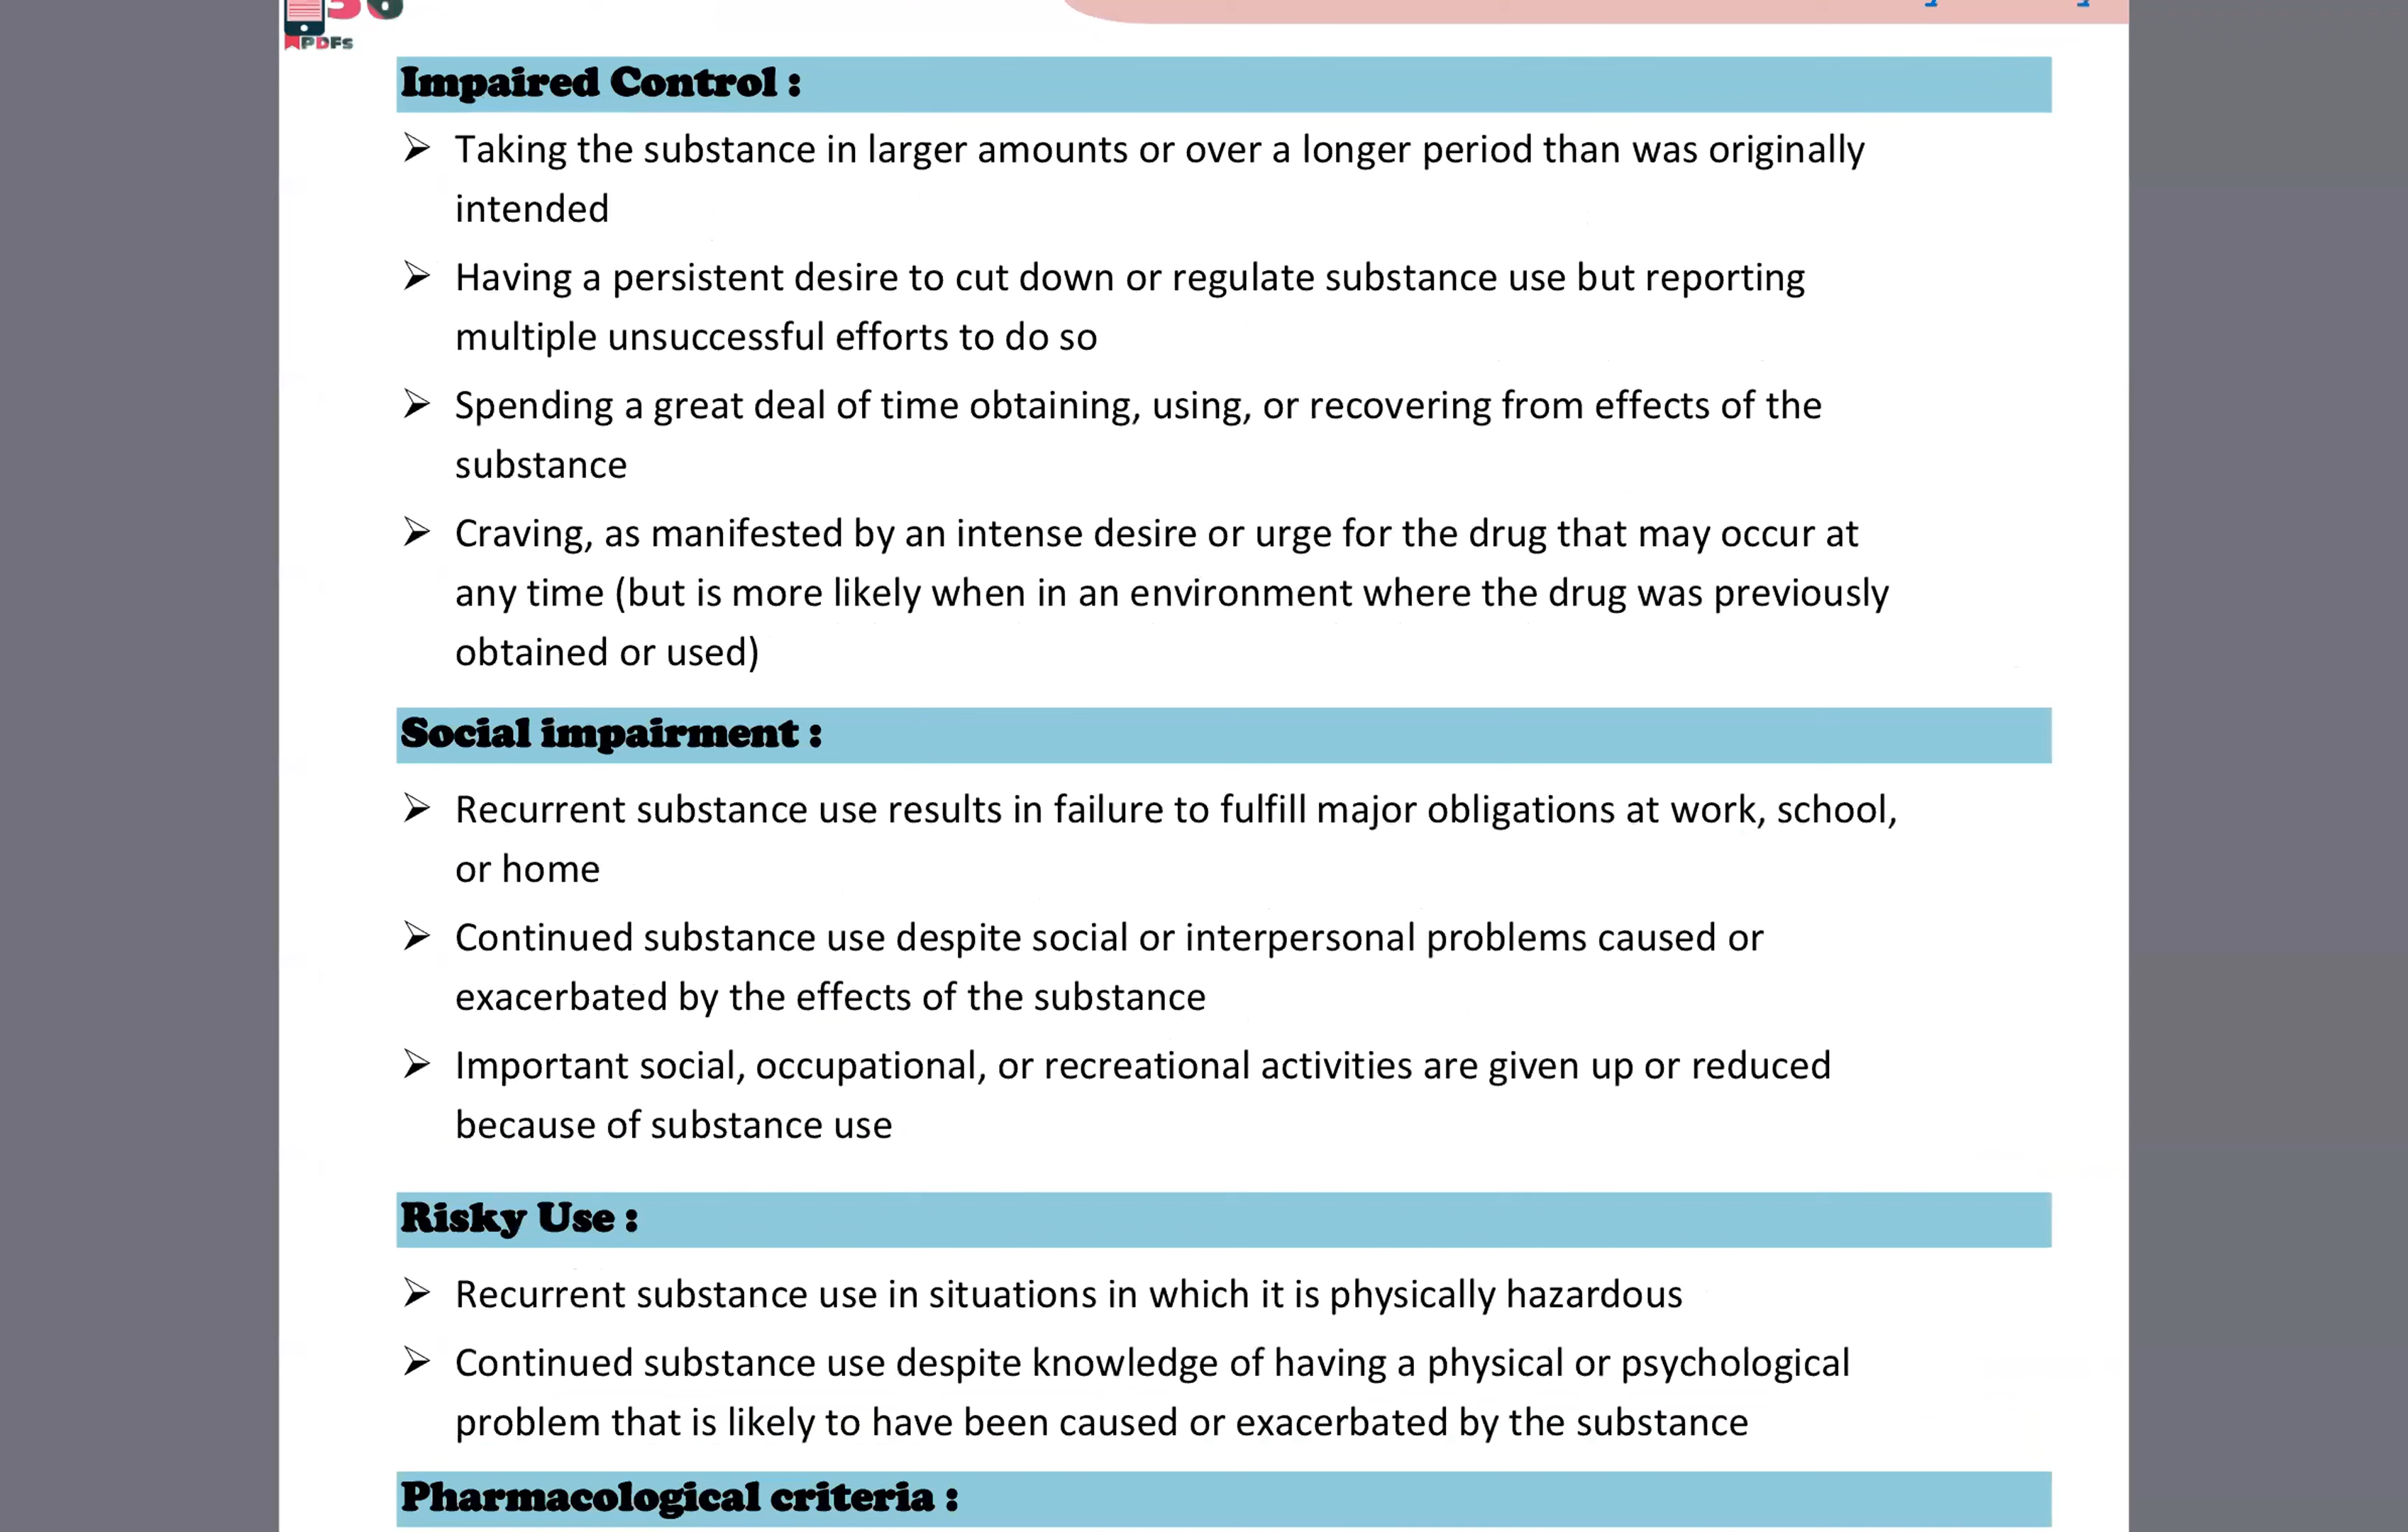 PDFs
Impaired Control :
➤ Taking the substance in larger amounts or over a longer period than was originally
intended
➤ Having a persistent desire to cut down or regulate substance use but reporting
multiple unsuccessful efforts to do so
➤ Spending a great deal of time obtaining, using, or recovering from effects of the
substance
➤ Craving, as manifested by an intense desire or urge for the drug that may occur at
any time (but is more likely when in an environment where the drug was previously
obtained or used)
Social impairment :
➤ Recurrent substance use results in failure to fulfill major obligations at work, school,
or home
➤ Continued substance use despite social or interpersonal problems caused or
exacerbated by the effects of the substance
➤ Important social, occupational, or recreational activities are given up or reduced
because of substance use
Risky Use :
➤ Recurrent substance use in situations in which it is physically hazardous
➤ Continued substance use despite knowledge of having a physical or psychological
problem that is likely to have been caused or exacerbated by the substance
Pharmacological criteria :